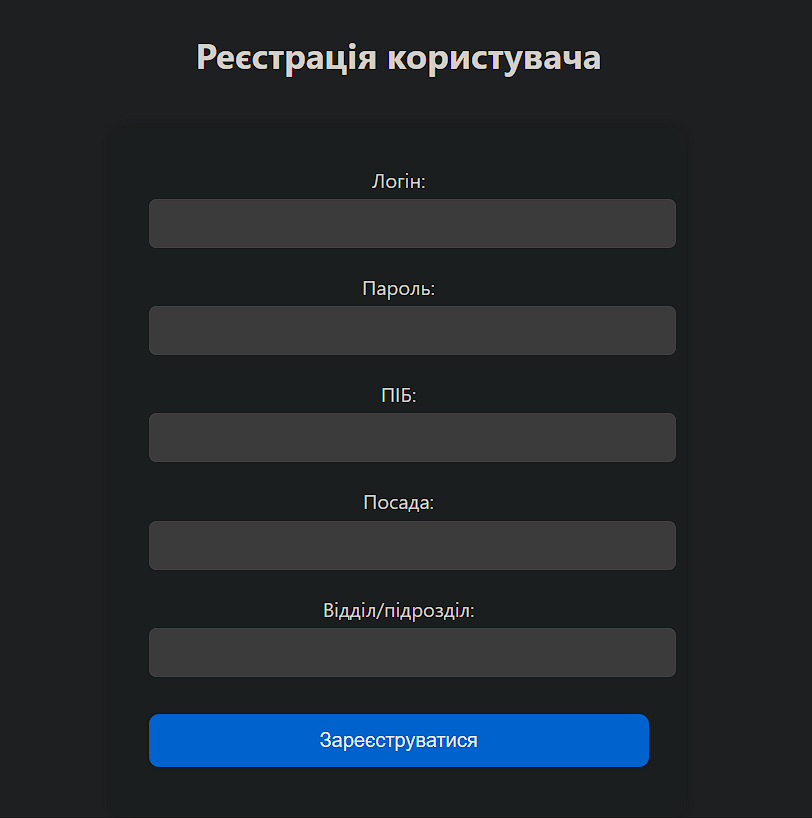 Реєстрація користувача
Логін:
Пароль:
ПІБ:
Посада:
Відділ/підрозділ:
Зареєструватися